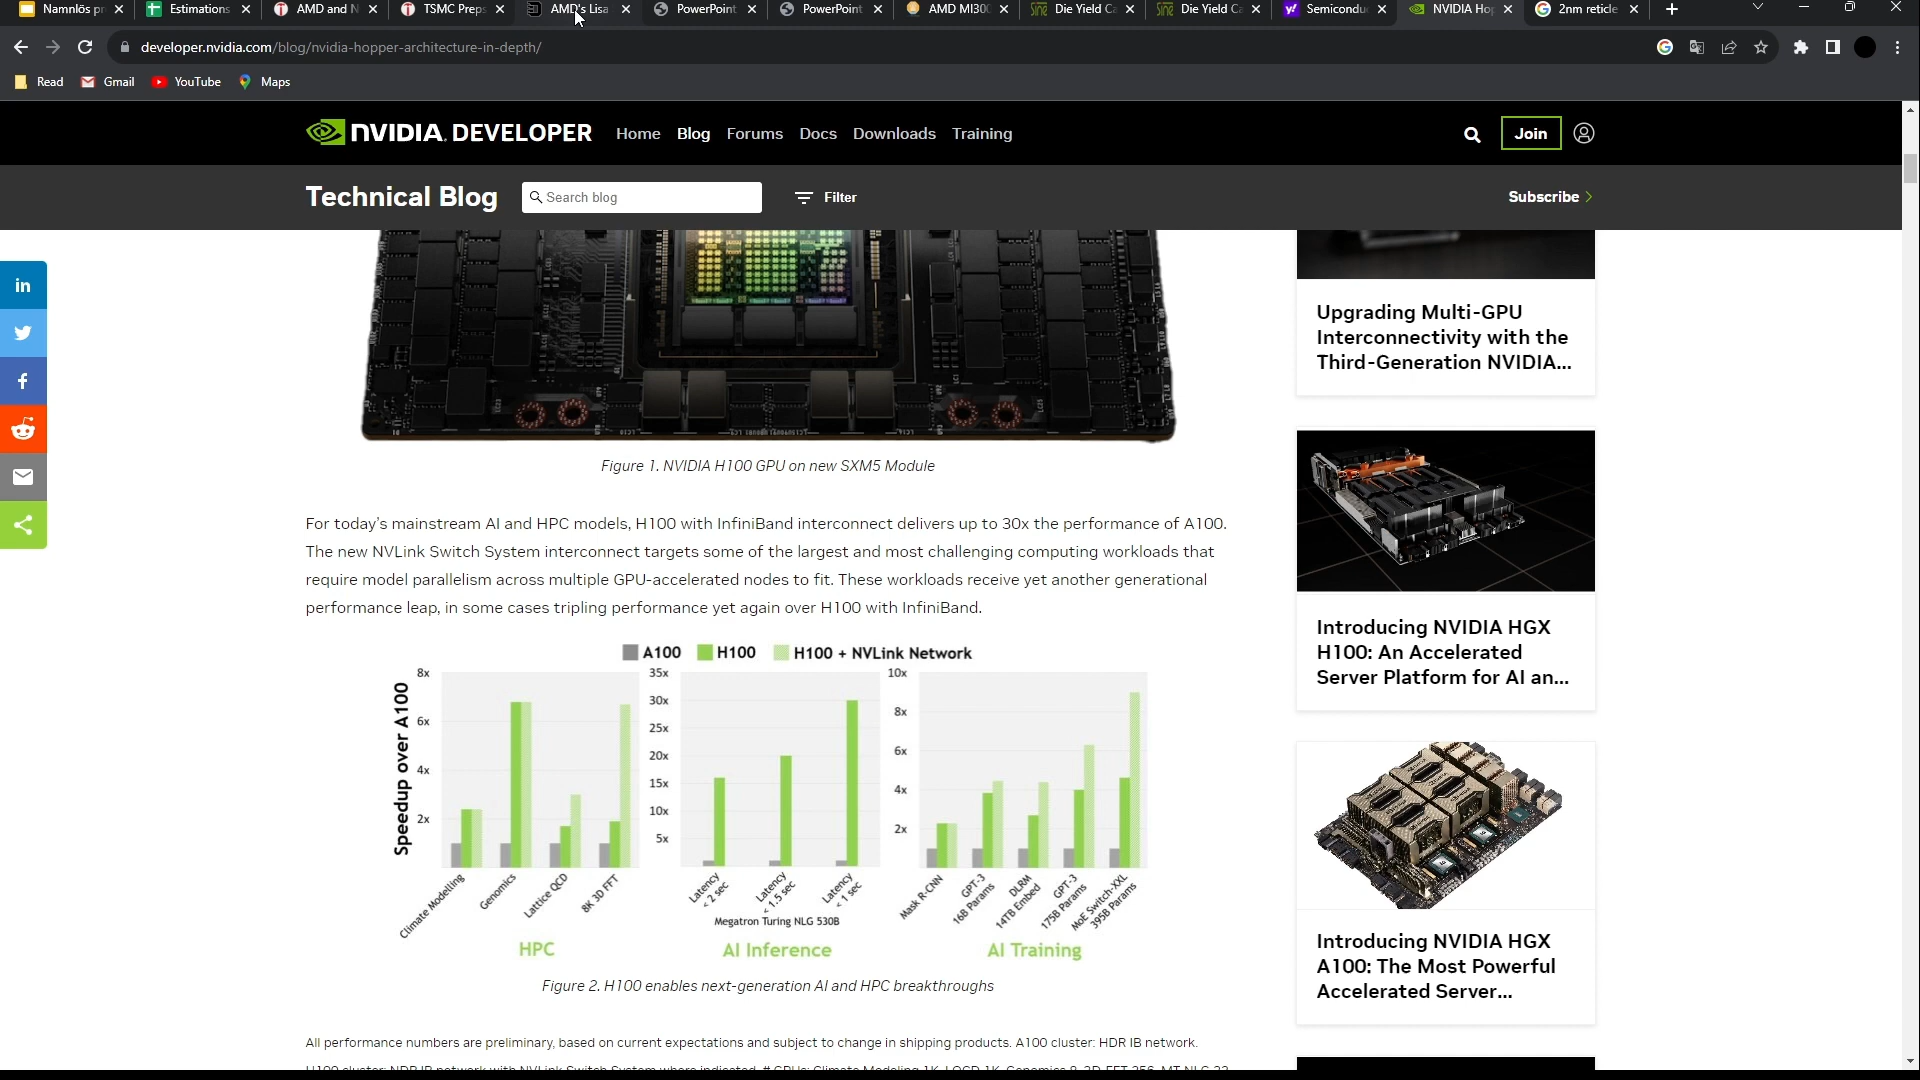 Namnlös pr
Estimations
AMD and N
TSMC Preps
AMD's Lisa
PowerPoint
PowerPoint
AMD MI300
Die Yield Ca
Die Yield Ca
Semicondu
NVIDIA Hop
2nm reticle
developer.nvidia.com/blog/nvidia-hopper-architecture-in-depth/
Read
Gmail
YouTube
Maps
NVIDIA. DEVELOPER
Home
Blog
Forums
Docs
Downloads
Training
Join
Technical Blog
Search blog
Filter
Subscribe
in
f
Figure 1. NVIDIA H100 GPU on new SXM5 Module
For today's mainstream AI and HPC models, H100 with InfiniBand interconnect delivers up to 30x the performance of A100.
The new NVLink Switch System interconnect targets some of the largest and most challenging computing workloads that
require model parallelism across multiple GPU-accelerated nodes to fit. These workloads receive yet another generational
performance leap, in some cases tripling performance yet again over H100 with InfiniBand.
A100
H100
H100 + NVLink Network
Speedup over A100
8x
6x
4x
2x
Climate Modelling
Genomics
Lattice QCD
8K 3D FFT
HPC
35x
30x
25x
20x
15x
10x
5x
Latency
< 2 sec
Latency
< 1.5 sec
Latency
< 1 sec
Megatron Turing NLG 530B
AI Inference
10x
8x
6x
4x
2x
Mask R-CNN
GPT-3
16B Params
DLRM
14TB Embed
GPT-3
175B Params
MoE Switch-XXL
395B Params
AI Training
Figure 2. H100 enables next-generation AI and HPC breakthroughs
All performance numbers are preliminary, based on current expectations and subject to change in shipping products. A100 cluster: HDR IB network.
Upgrading Multi-GPU
Interconnectivity with the
Third-Generation NVIDIA...
Introducing NVIDIA HGX
H100: An Accelerated
Server Platform for AI an...
Introducing NVIDIA HGX
A100: The Most Powerful
Accelerated Server...